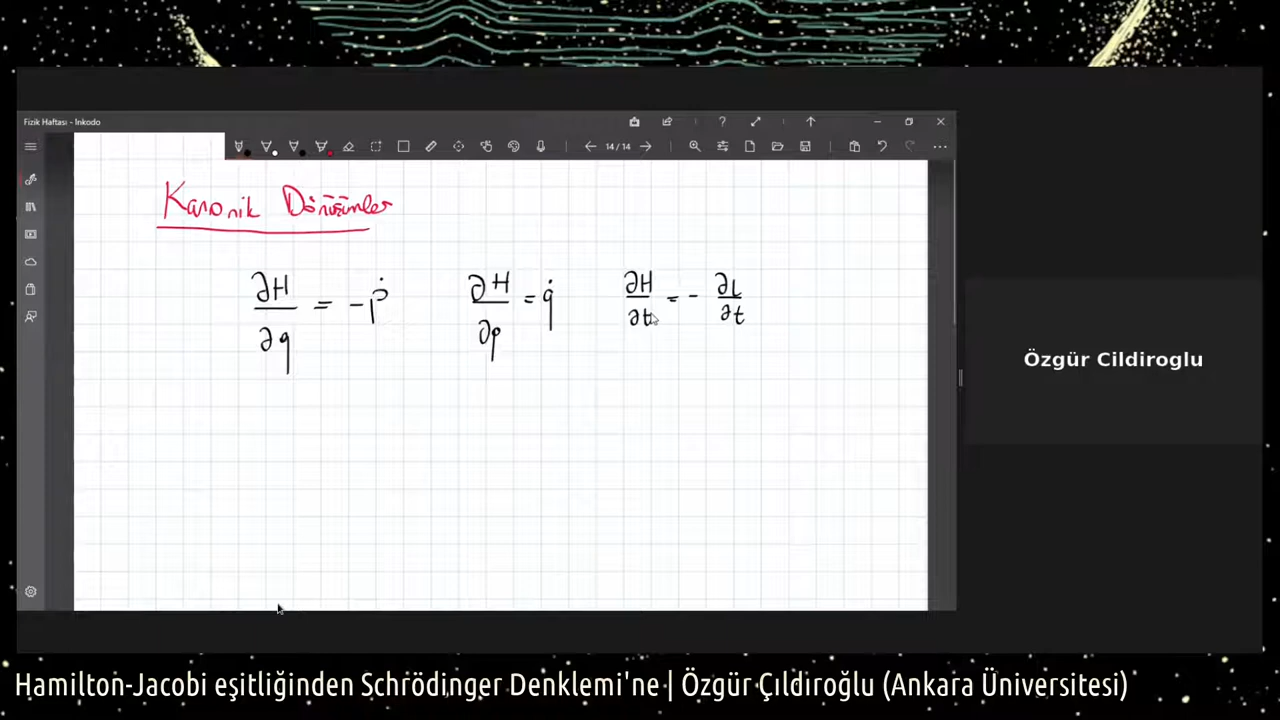 Fizik Haftası - Inkodo
14/14
Kanonik Dönüşümler
∂H/∂q = -ṗ   ∂H/∂p = q̇   ∂H/∂t = - ∂L/∂t
Özgür Cildiroglu
Hamilton-Jacobi eşitliğinden Schrödinger Denklemi'ne | Özgür Çıldıroğlu (Ankara Üniversitesi)